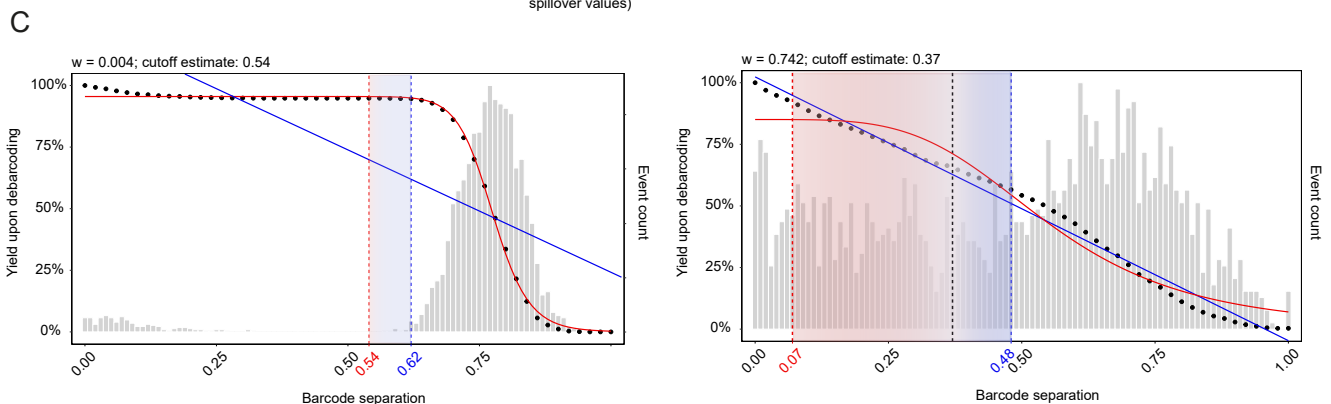 spillover values)
C
w = 0.004; cutoff estimate: 0.54
100%
75%
50%
25%
0%
Yield upon debarcoding
Event count
0.00
0.25
0.50
0.54
0.62
0.75
Barcode separation
w = 0.742; cutoff estimate: 0.37
100%
75%
50%
25%
0%
Yield upon debarcoding
Event count
0.00
0.07
0.25
0.48
0.50
0.75
1.00
Barcode separation